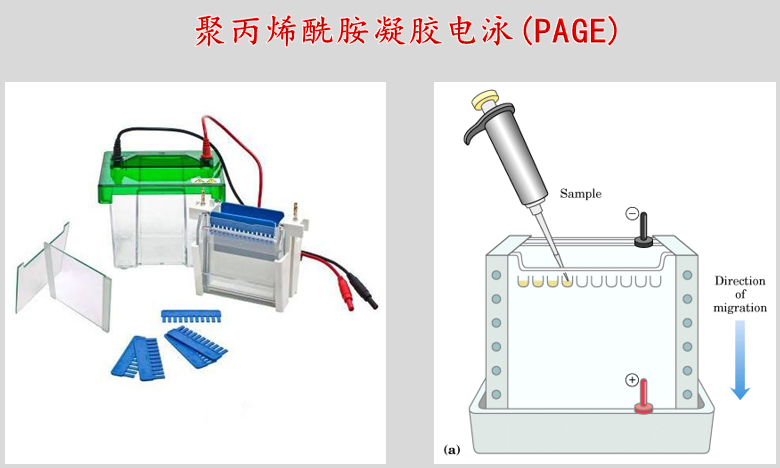 聚丙烯酰胺凝胶电泳(PAGE)
Sample
−
Direction
of
migration
+
(a)